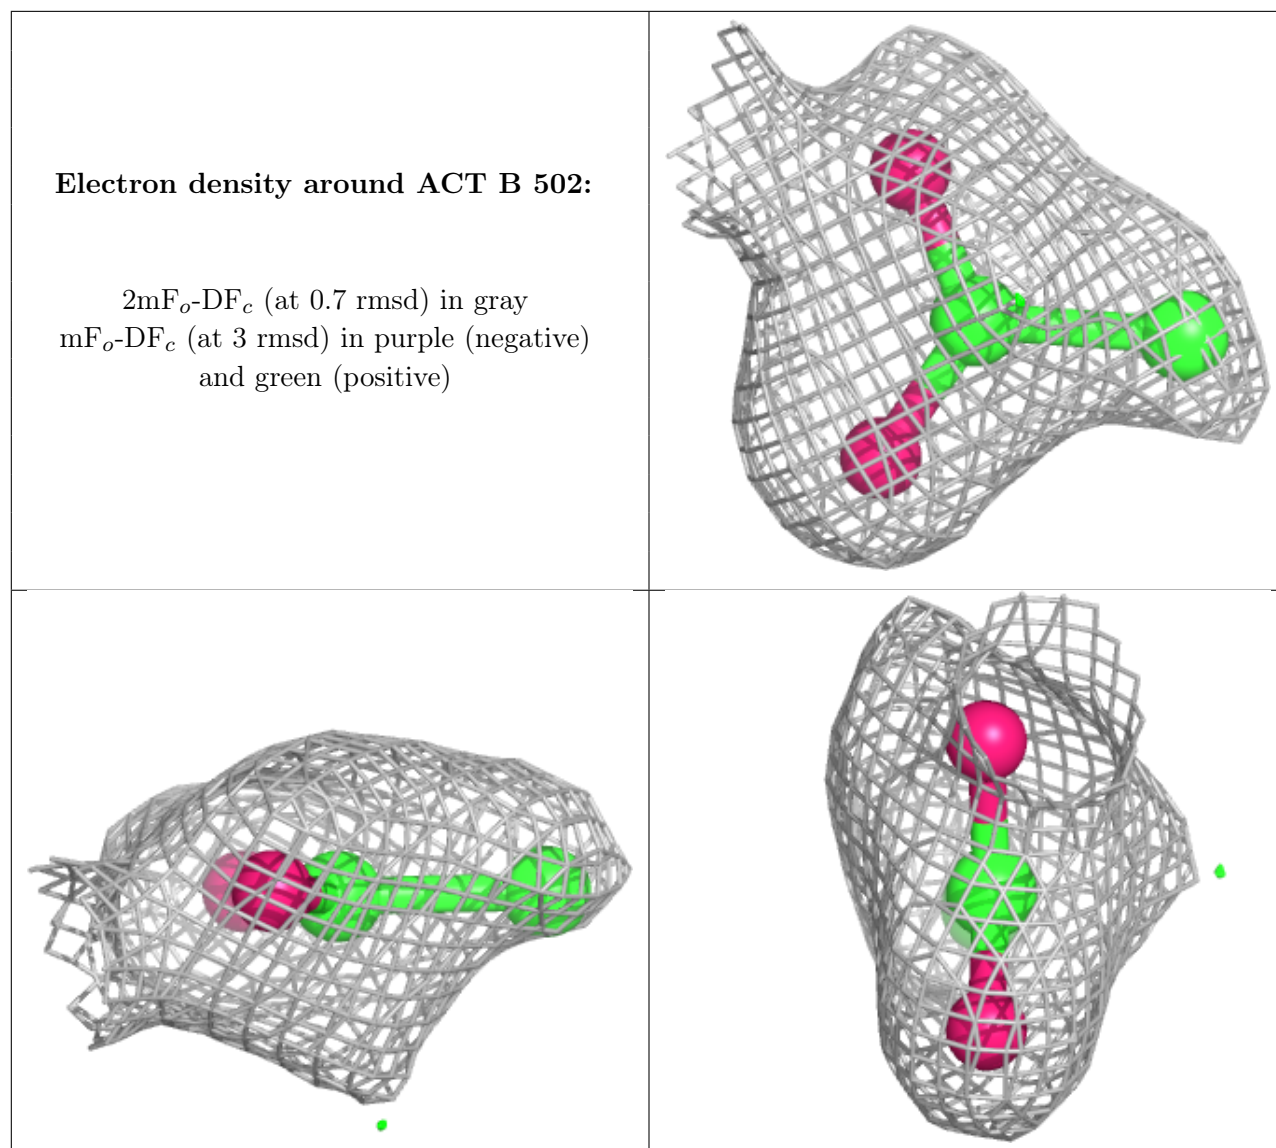 Electron density around ACT B 502:
2mFo-DFc (at 0.7 rmsd) in gray
mFo-DFc (at 3 rmsd) in purple (negative)
and green (positive)